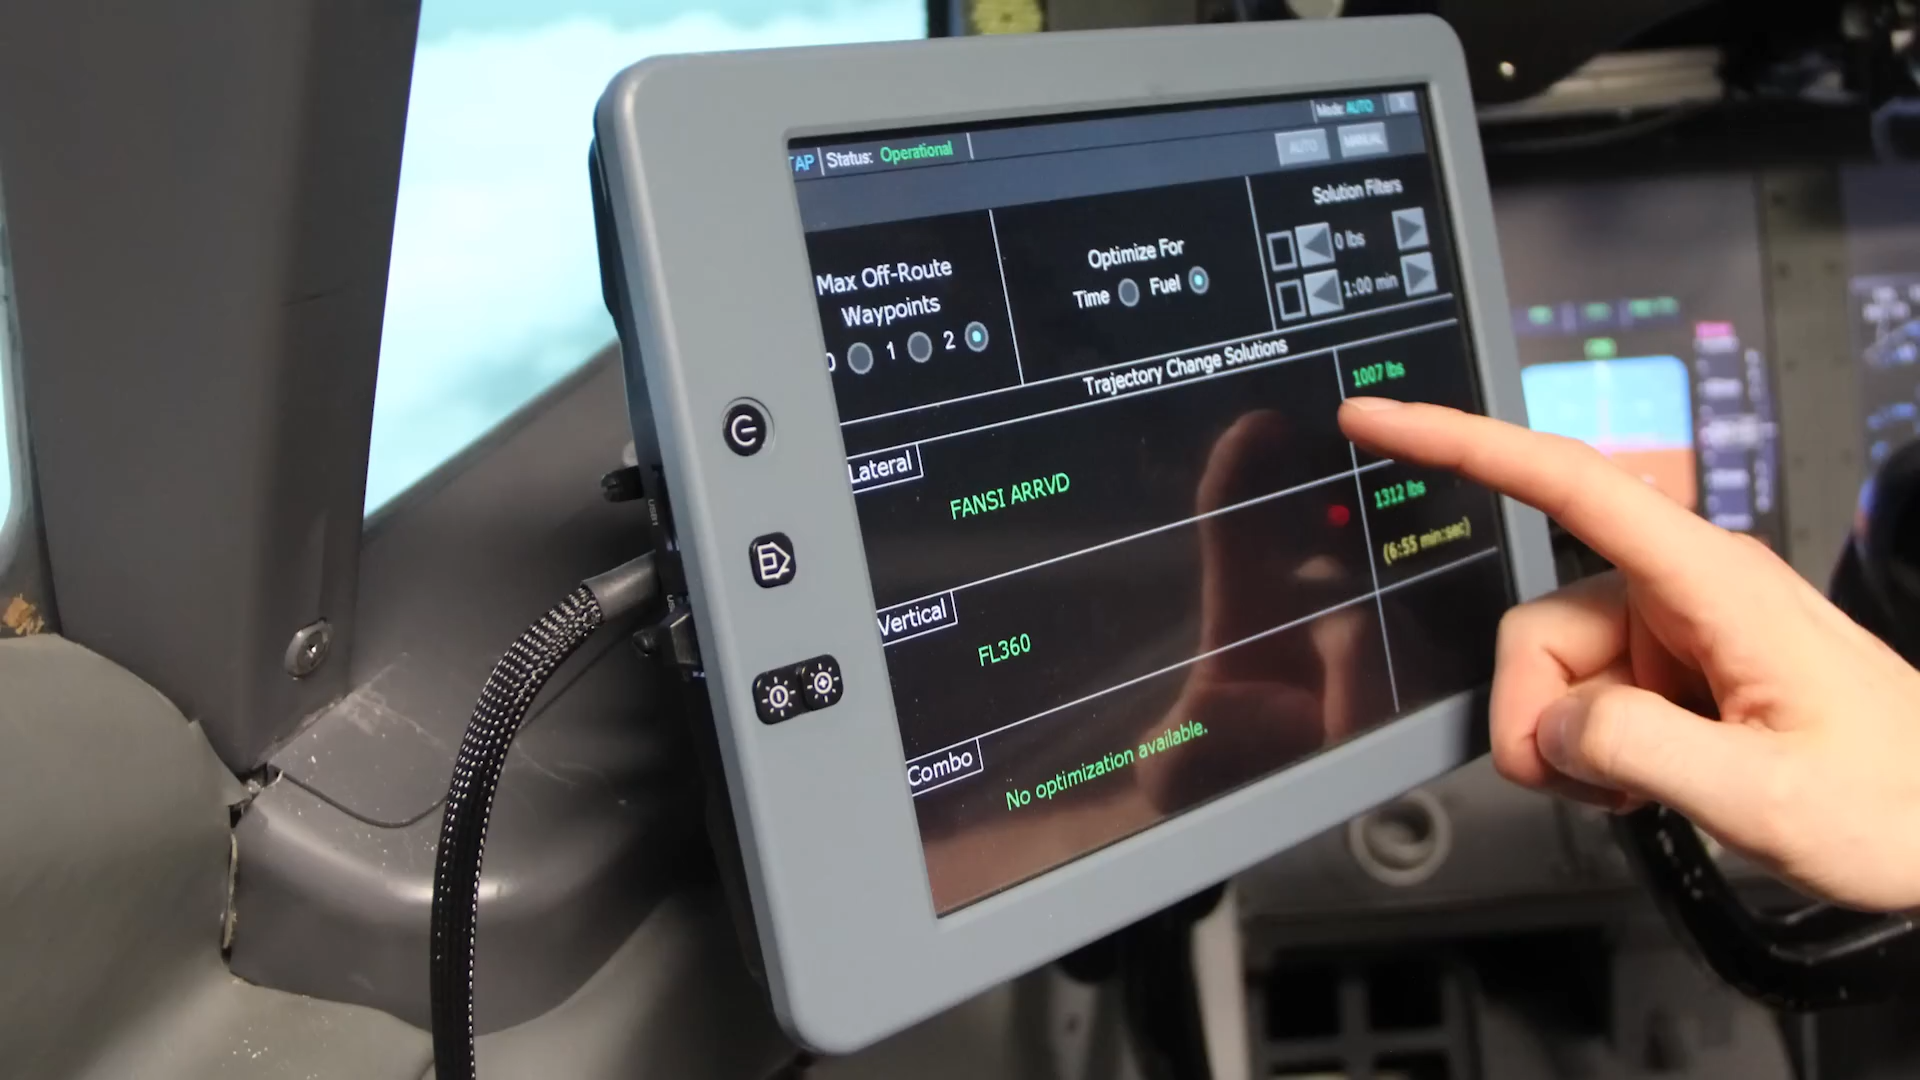 TAP Status: Operational
Mode: AUTO
AUTO MANUAL
Max Off-Route
Waypoints
0 1 2
Optimize For
Time Fuel
Solution Filters
0 lbs
1:00 min
Trajectory Change Solutions
Lateral
FANSI ARRVD
1007 lbs
Vertical
FL360
1312 lbs
(6:55 min:sec)
Combo
No optimization available.
USB1